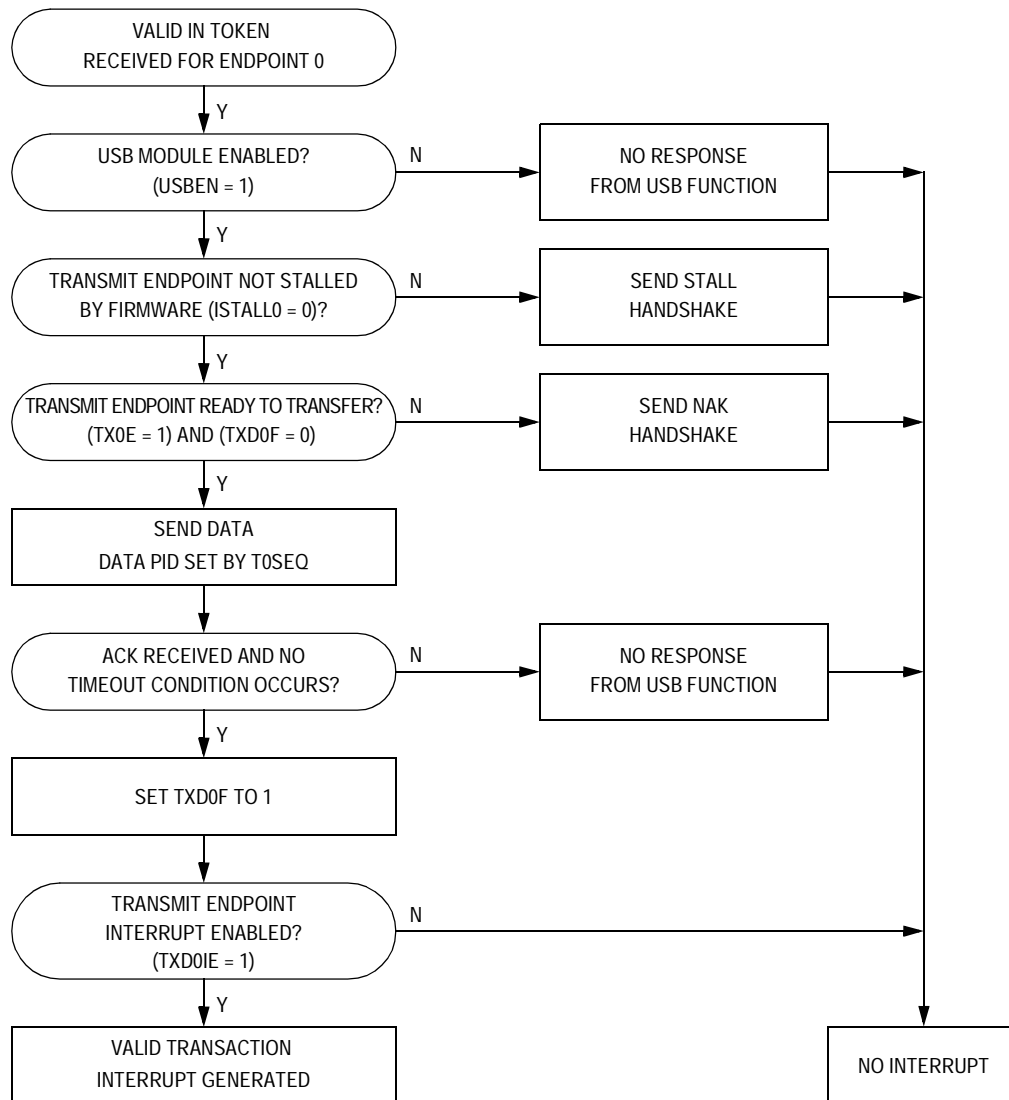 VALID IN TOKEN
RECEIVED FOR ENDPOINT 0
Y
USB MODULE ENABLED?
(USBEN = 1)
N
NO RESPONSE
FROM USB FUNCTION
Y
TRANSMIT ENDPOINT NOT STALLED
BY FIRMWARE (ISTALL0 = 0)?
N
SEND STALL
HANDSHAKE
Y
TRANSMIT ENDPOINT READY TO TRANSFER?
(TX0E = 1) AND (TXD0F = 0)
N
SEND NAK
HANDSHAKE
Y
SEND DATA
DATA PID SET BY T0SEQ
ACK RECEIVED AND NO
TIMEOUT CONDITION OCCURS?
N
NO RESPONSE
FROM USB FUNCTION
Y
SET TXD0F TO 1
TRANSMIT ENDPOINT
INTERRUPT ENABLED?
(TXD0IE = 1)
N
Y
VALID TRANSACTION
INTERRUPT GENERATED
NO INTERRUPT